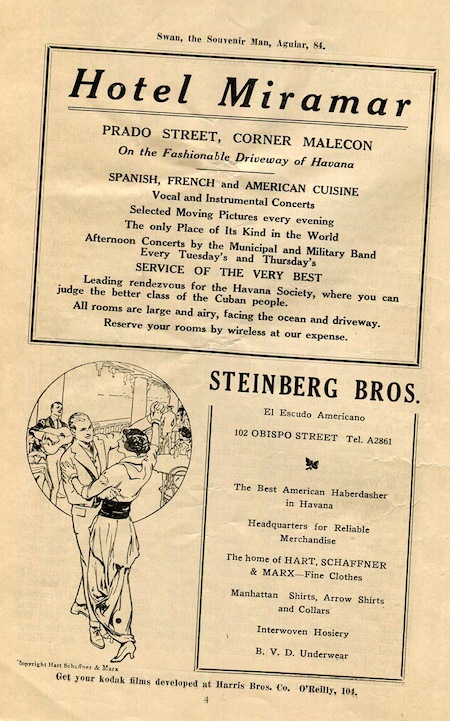 Swan, the Souvenir Man, Aguiar, 84.
Hotel Miramar
PRADO STREET, CORNER MALECON
On the Fashionable Driveway of Havana
SPANISH, FRENCH and AMERICAN CUISINE
Vocal and Instrumental Concerts
Selected Moving Pictures every evening
The only Place of Its Kind in the World
Afternoon Concerts by the Municipal and Military Band
Every Tuesday's and Thursday's
SERVICE OF THE VERY BEST
Leading rendezvous for the Havana Society, where you can
judge the better class of the Cuban people.
All rooms are large and airy, facing the ocean and driveway.
Reserve your rooms by wireless at our expense.
STEINBERG BROS.
El Escudo Americano
102 OBISPO STREET Tel. A2861
The Best American Haberdasher
in Havana
Headquarters for Reliable
Merchandise
The home of HART, SCHAFFNER
& MARX—Fine Clothes
Manhattan Shirts, Arrow Shirts
and Collars
Interwoven Hosiery
B. V. D. Underwear
Copyright Hart Schaffner & Marx
Get your kodak films developed at Harris Bros. Co. O'Reilly, 104.
4